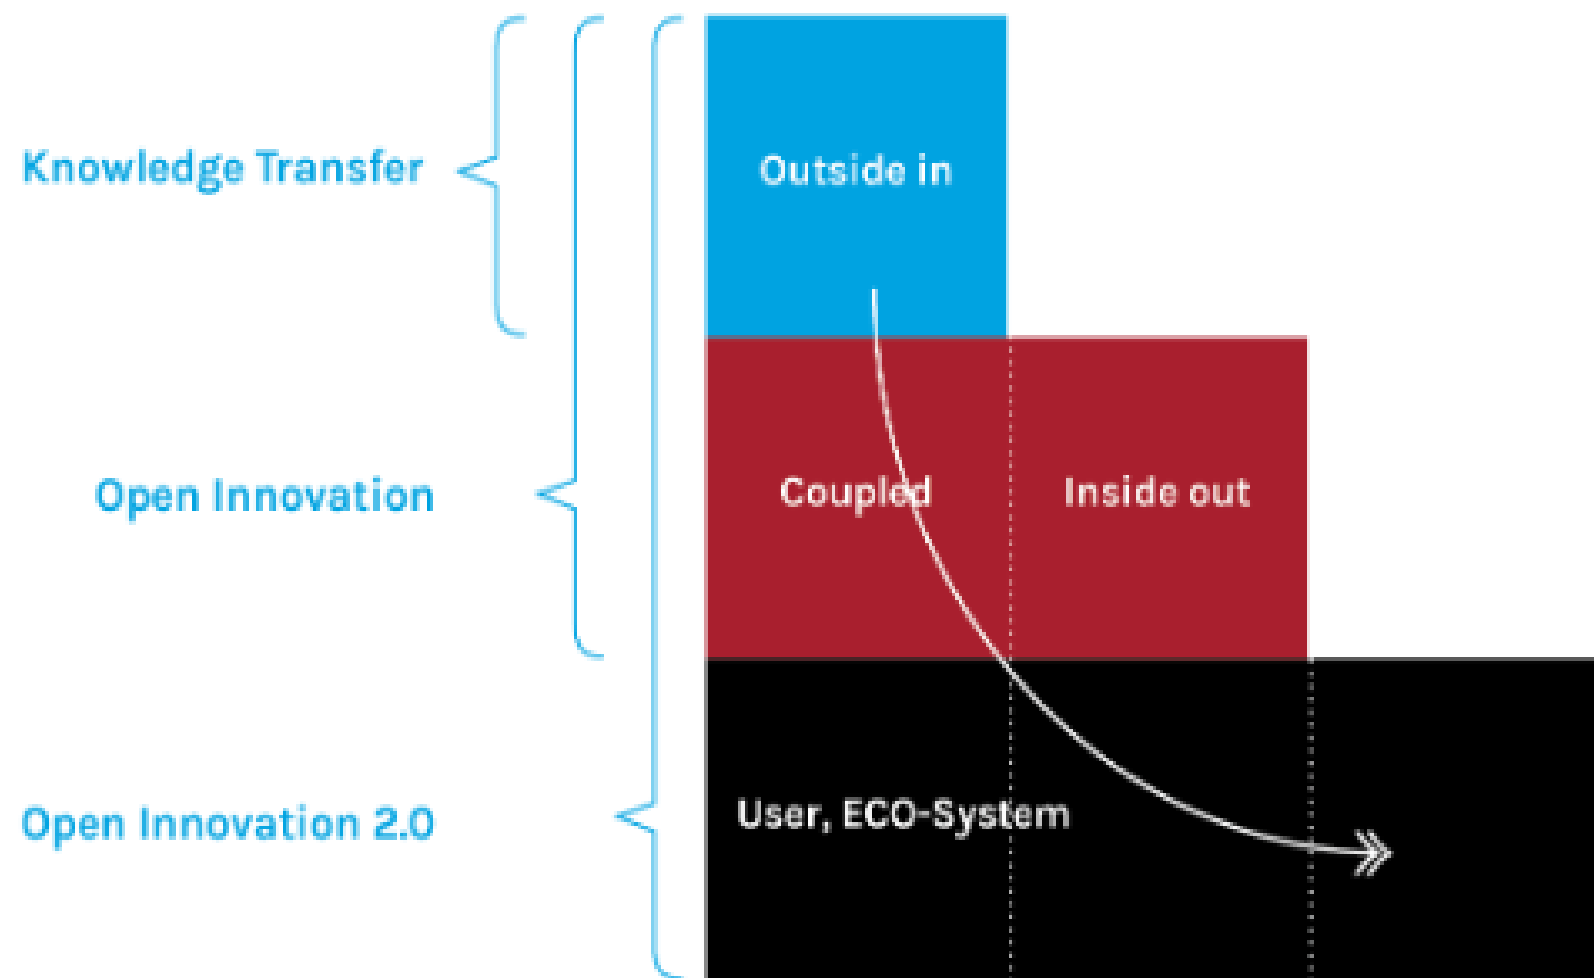 Knowledge Transfer
Outside in
Open Innovation
Coupled
Inside out
Open Innovation 2.0
User, ECO-System